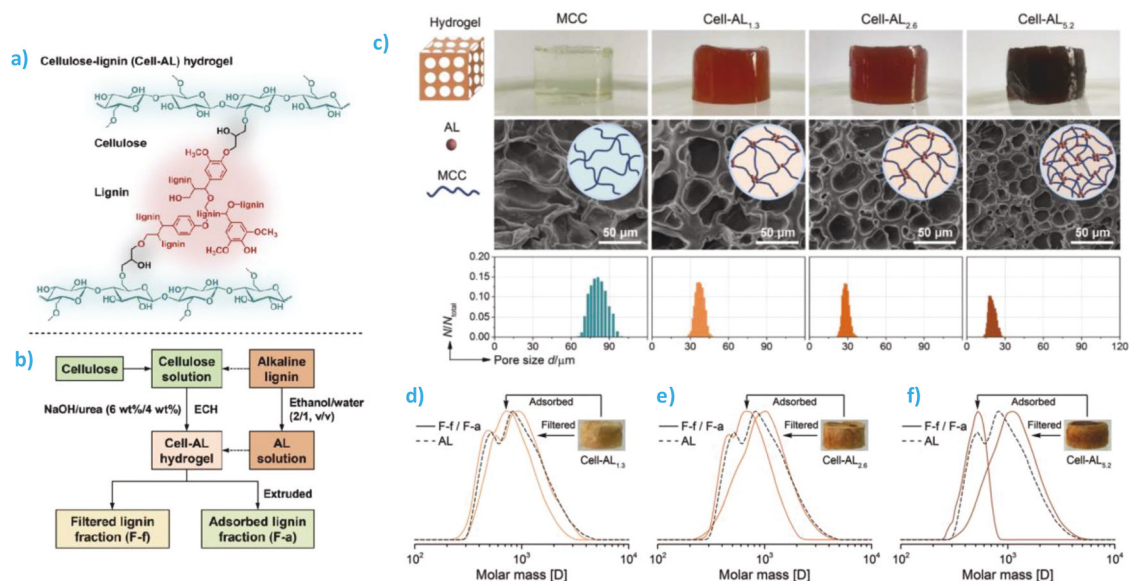 a)
Cellulose-lignin (Cell-AL) hydrogel
Cellulose
Lignin
OH
CH₃O
lignin
HO
O-lignin
lignin
lignin
lignin
OCH₃
CH₃O
OH
OH
b)
Cellulose
Cellulose solution
Alkaline lignin
NaOH/urea (6 wt%/4 wt%)
ECH
Ethanol/water (2/1, v/v)
Cell-AL hydrogel
AL solution
Extruded
Filtered lignin fraction (F-f)
Adsorbed lignin fraction (F-a)
c)
Hydrogel
MCC
Cell-AL₁.₃
Cell-AL₂.₆
Cell-AL₅.₂
AL
MCC
50 µm
50 µm
50 µm
50 µm
N/Ntotal
0.20
0.15
0.10
0.05
0.00
0 30 60 90
0 30 60 90
0 30 60 90
0 30 60 90 120
Pore size d/µm
d)
Adsorbed
F-f / F-a
AL
Filtered
Cell-AL₁.₃
10² 10³ 10⁴
Molar mass [D]
e)
Adsorbed
F-f / F-a
AL
Filtered
Cell-AL₂.₆
10² 10³ 10⁴
Molar mass [D]
f)
Adsorbed
F-f / F-a
AL
Filtered
Cell-AL₅.₂
10² 10³ 10⁴
Molar mass [D]